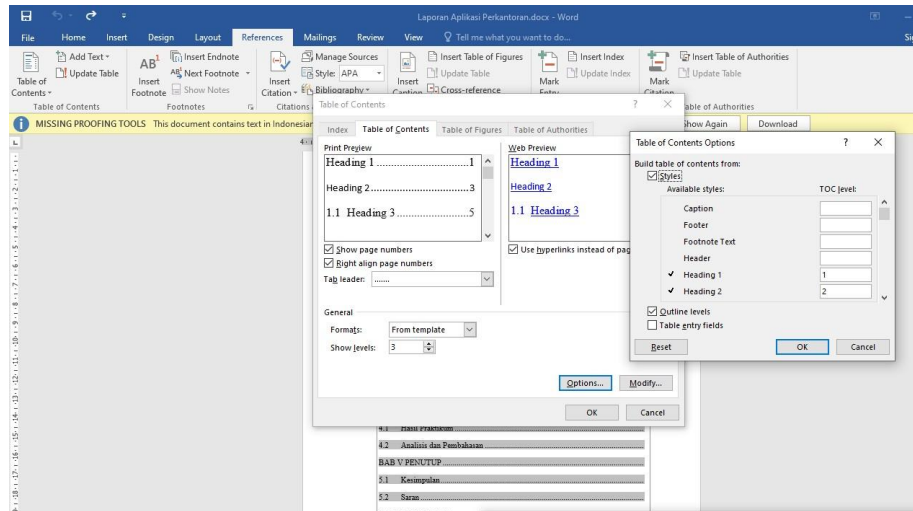 Laporan Aplikasi Perkantoran.docx - Word
File Home Insert Design Layout References Mailings Review View Tell me what you want to do...
Table of Contents
Add Text
Update Table
Table of Contents
AB¹ Insert Footnote
Insert Endnote
Next Footnote
Show Notes
Footnotes
Insert Citation
Manage Sources
Style: APA
Bibliography
Insert Caption
Insert Table of Figures
Update Table
Cross-reference
Mark
Insert Index
Update Index
Mark Citation
Insert Table of Authorities
Update Table
MISSING PROOFING TOOLS This document contains text in Indonesian
Show Again Download
Table of Contents
Index Table of Contents Table of Figures Table of Authorities
Print Preview
Heading 1.....................1
Heading 2.....................3
1.1 Heading 3.....................5
Show page numbers
Right align page numbers
Tab leader: .......
Web Preview
Heading 1
Heading 2
1.1 Heading 3
Use hyperlinks instead of pag
General
Formats: From template
Show levels: 3
Options... Modify...
OK Cancel
Table of Contents Options
Build table of contents from:
Styles
Available styles: TOC level:
Caption
Footer
Footnote Text
Header
Heading 1 1
Heading 2 2
Outline levels
Table entry fields
Reset OK Cancel
4.1 Hasil Praktikum
4.2 Analisis dan Pembahasan
BAB V PENUTUP
5.1 Kesimpulan
5.2 Saran